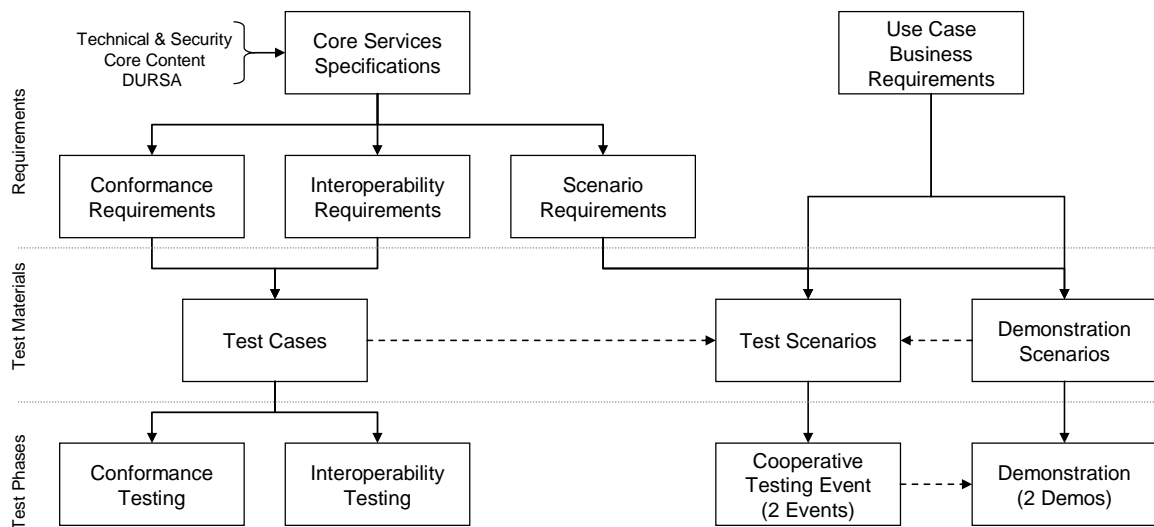 Technical & Security
Core Content
DURSA
Core Services
Specifications
Use Case
Business
Requirements
Requirements
Conformance
Requirements
Interoperability
Requirements
Scenario
Requirements
Test Materials
Test Cases
Test Scenarios
Demonstration
Scenarios
Test Phases
Conformance
Testing
Interoperability
Testing
Cooperative
Testing Event
(2 Events)
Demonstration
(2 Demos)